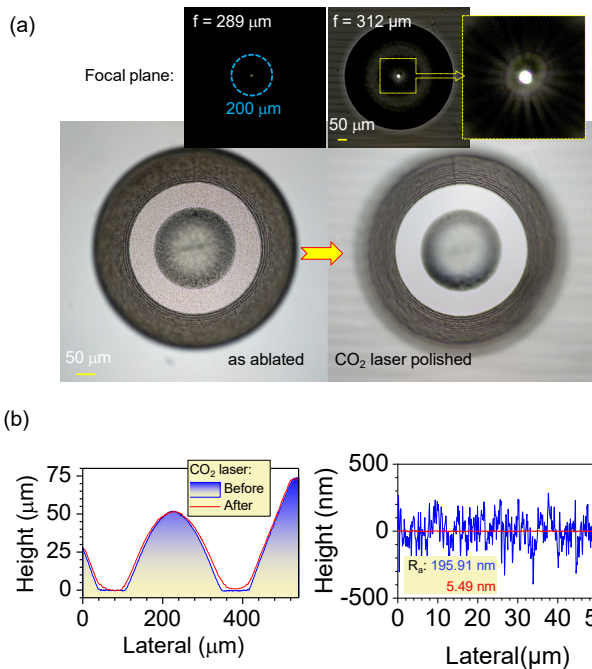 (a)
f = 289 µm
f = 312 µm
Focal plane:
200 µm
50 µm
50 µm
as ablated
CO₂ laser polished
(b)
CO₂ laser:
Before
After
75
50
25
0
Height (µm)
0
200
400
Lateral (µm)
500
0
-500
Height (nm)
Rₐ: 195.91 nm
5.49 nm
0
10
20
30
40
5
Lateral(µm)